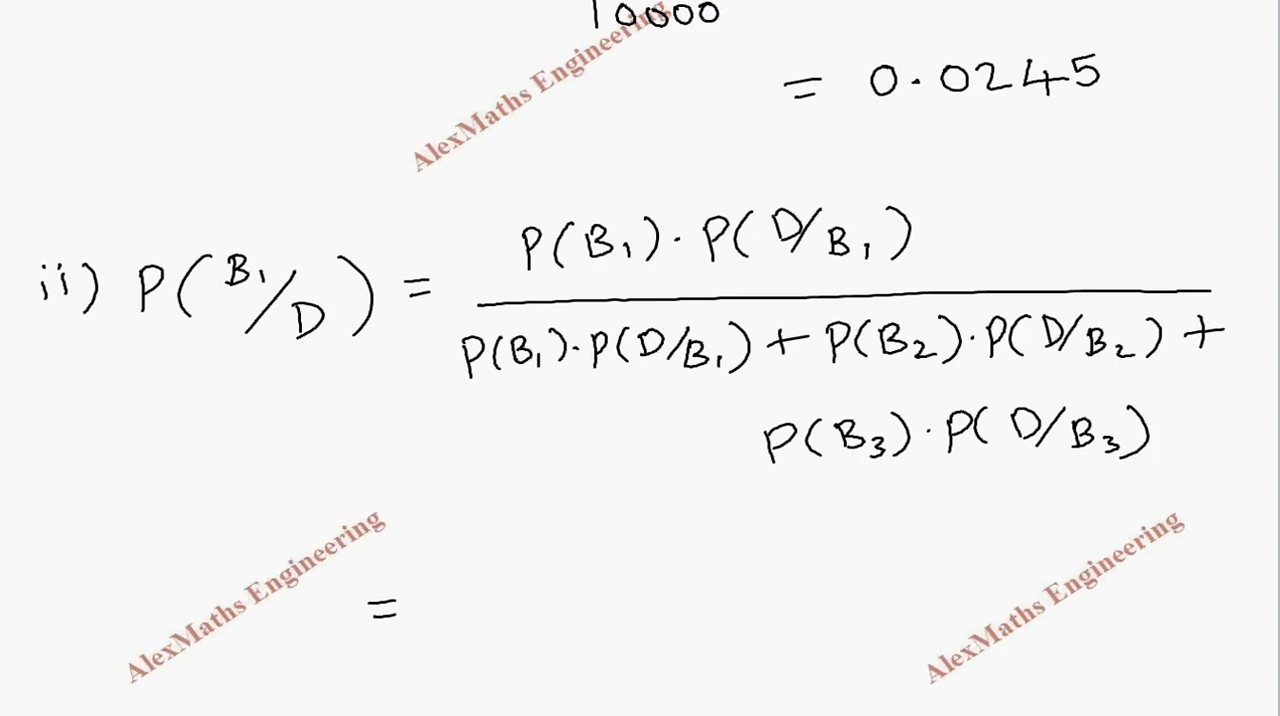 10000
= 0.0245
AlexMaths Engineering
ii) P(B₁/D) = P(B₁)·P(D/B₁)
P(B₁)·P(D/B₁) + P(B₂)·P(D/B₂) +
P(B₃)·P(D/B₃)
=
AlexMaths Engineering
AlexMaths Engineering